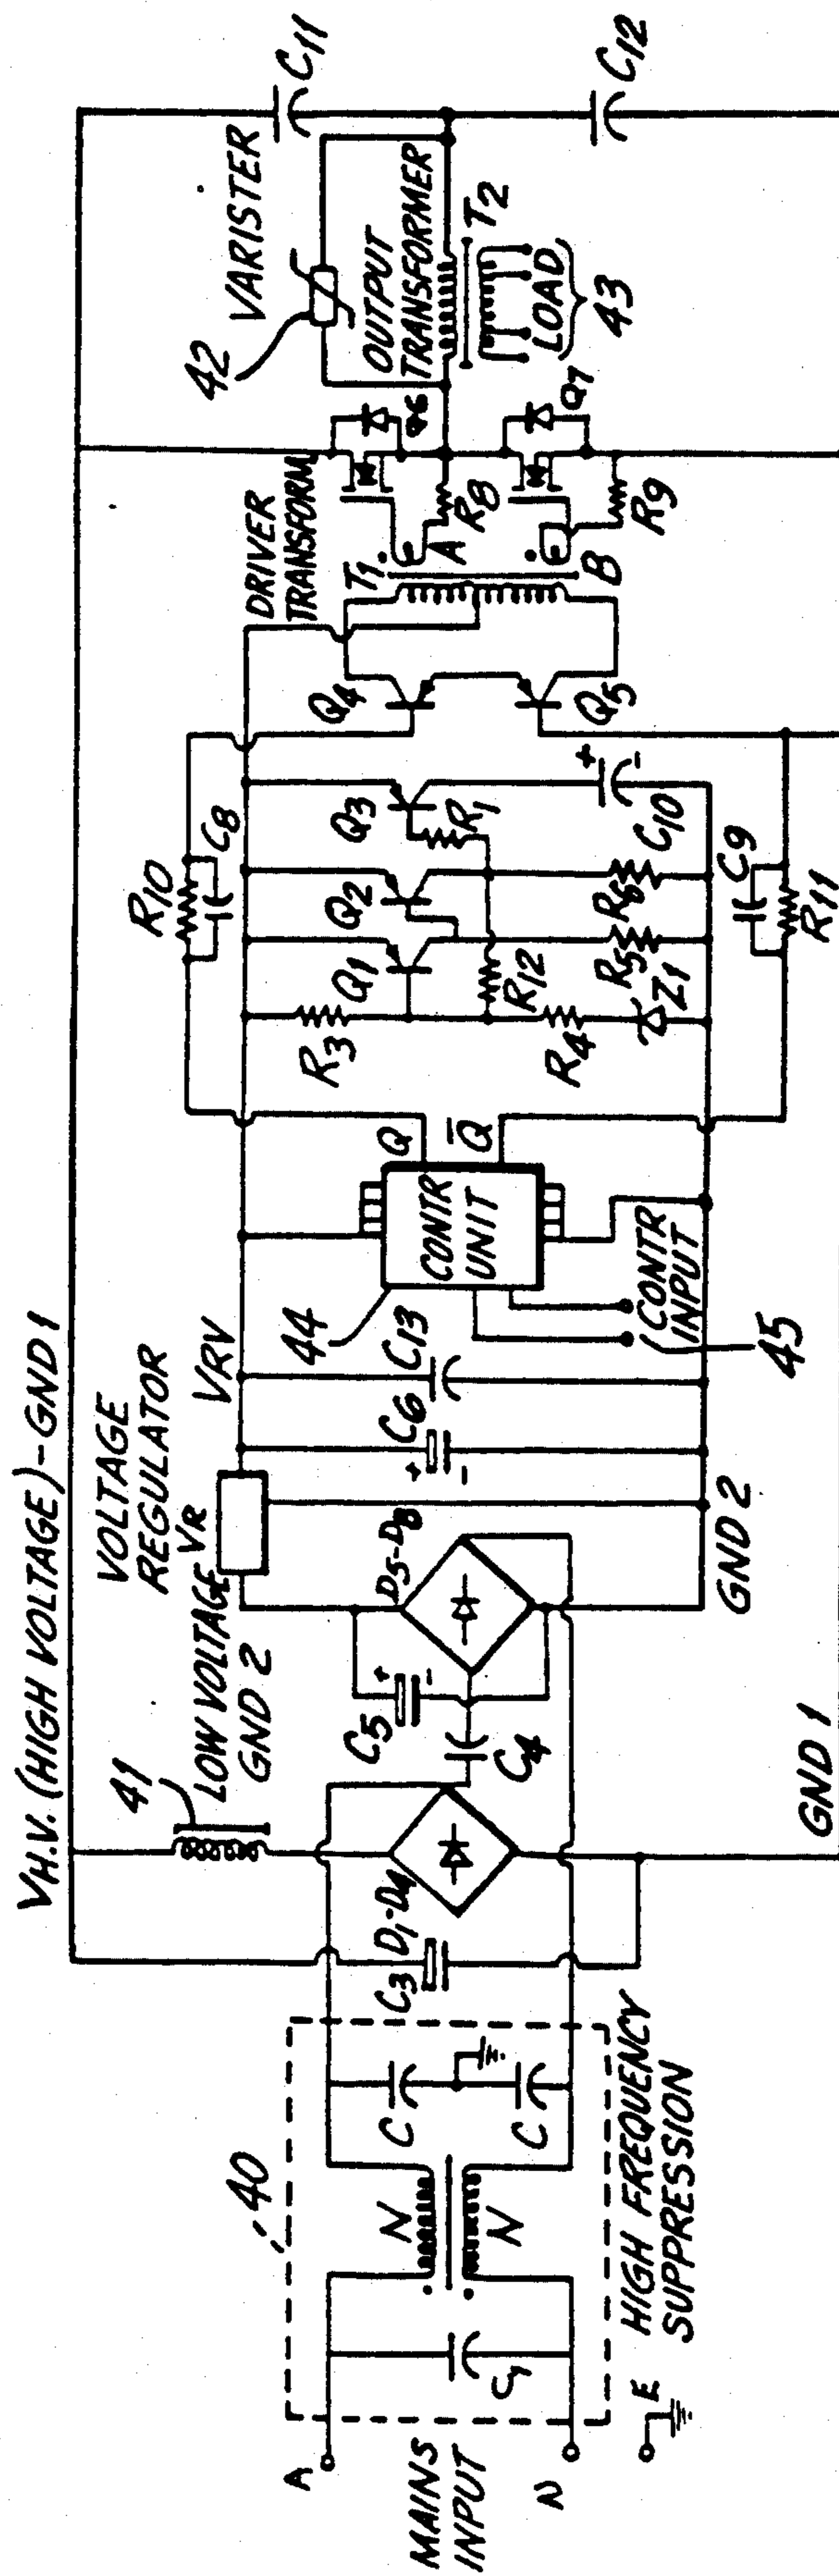 VH.V. (HIGH VOLTAGE)-GND1
MAINS
INPUT
A
N
E
40
C1
N
N
C
C
HIGH FREQUENCY
SUPPRESSION
C3
D1-D4
41
LOW VOLTAGE
GND 2
C4
C5
+
-
D5-D8
VOLTAGE
REGULATOR
VR
VRV
GND 2
GND 1
+
-
C6
C13
44
CONTR
UNIT
Q
Q̅
CONTR
INPUT
45
R10
C8
R3
Q1
Q2
Q3
R1
R12
R4
Z1
R5
R6
C10
+
-
C9
R11
Q4
Q5
DRIVER
TRANSFORM.
T1
A
B
R8
R9
Q6
Q7
42
VARISTER
OUTPUT
TRANSFORMER
T2
LOAD
43
C11
C12